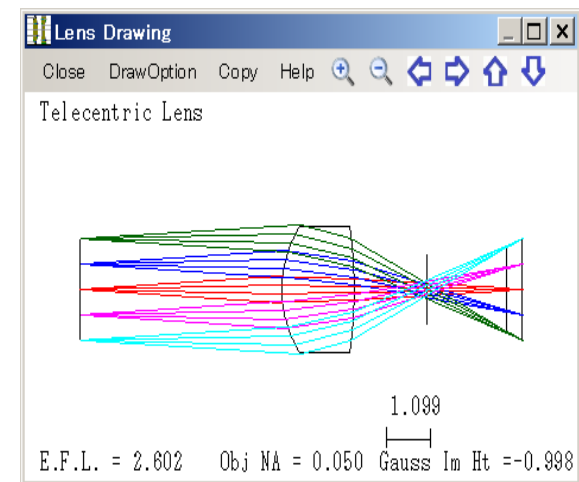 Lens Drawing
Close DrawOption Copy Help
Telecentric Lens
1.099
E.F.L. = 2.602 Obj NA = 0.050 Gauss Im Ht =-0.998